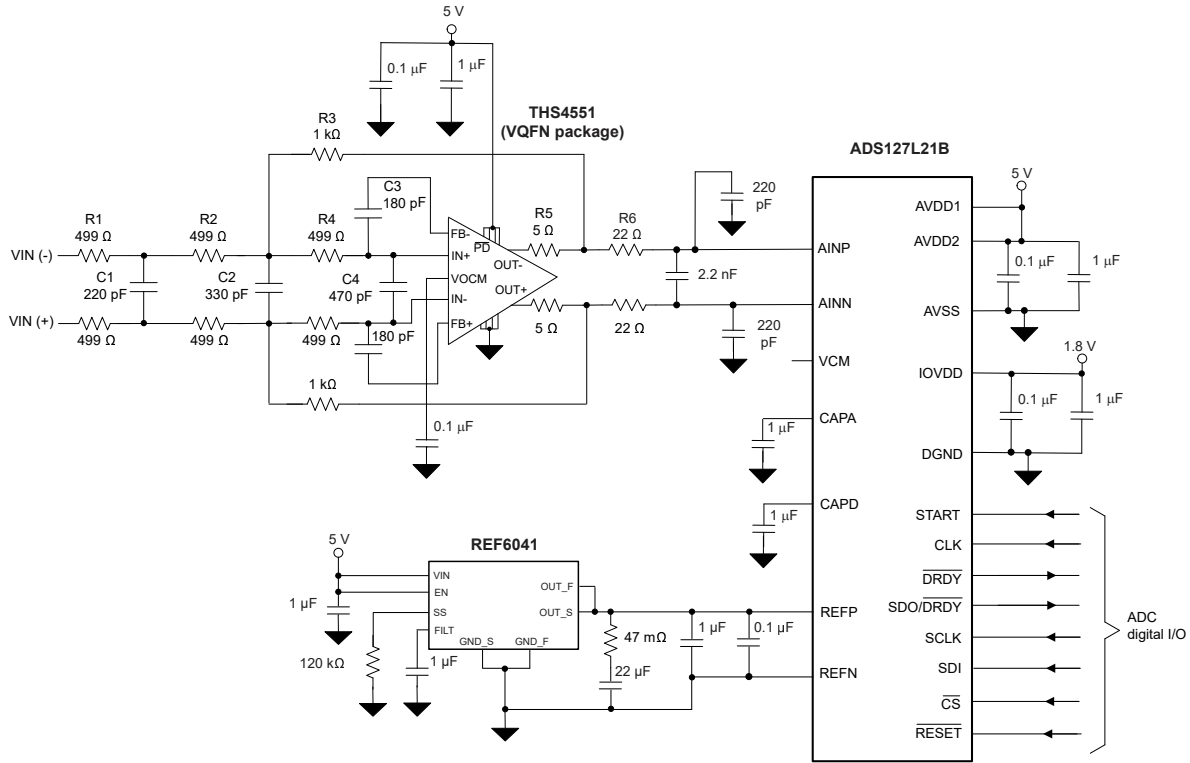 5 V
0.1 µF
1 µF
THS4551
(VQFN package)
R3
1 kΩ
ADS127L21B
5 V
C3
180 pF
220
pF
AVDD1
R1
499 Ω
R2
499 Ω
R4
499 Ω
FB-
PD
R5
5 Ω
R6
22 Ω
AVDD2
VIN (-)
IN+
OUT-
AINP
0.1 µF
1 µF
C1
220 pF
C2
330 pF
C4
470 pF
VOCM
2.2 nF
OUT+
IN-
AINN
AVSS
VIN (+)
FB+
499 Ω
499 Ω
499 Ω
180 pF
5 Ω
22 Ω
220
pF
1.8 V
VCM
IOVDD
1 kΩ
0.1 µF
1 µF
0.1 µF
1 µF
CAPA
DGND
CAPD
1 µF
START
CLK
5 V
REF6041
DRDY
VIN
EN
OUT_F
SS
OUT_S
1 µF
REFP
SDO/DRDY
ADC
digital I/O
FILT
GND_S
GND_F
47 mΩ
1 µF
0.1 µF
SCLK
120 kΩ
1 µF
22 µF
REFN
SDI
CS
RESET